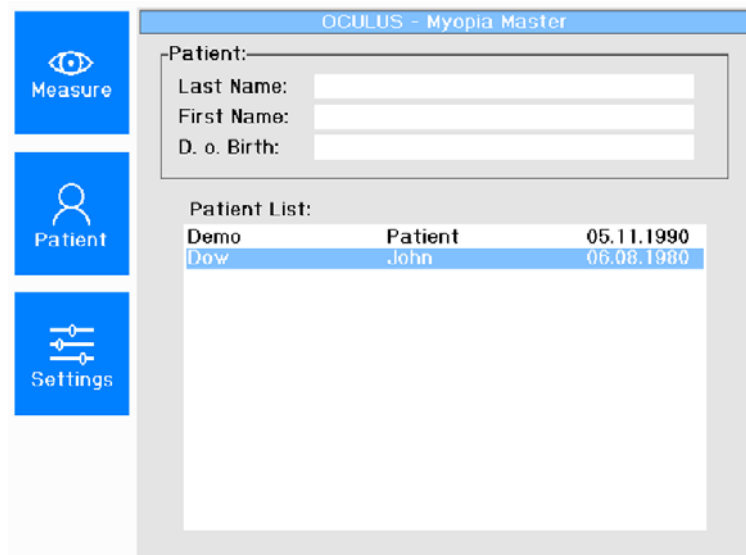 OCULUS - Myopia Master
Measure
Patient
Settings
Patient:
Last Name:
First Name:
D. o. Birth:
Patient List:
Demo Patient 05.11.1990
Dow John 06.08.1980